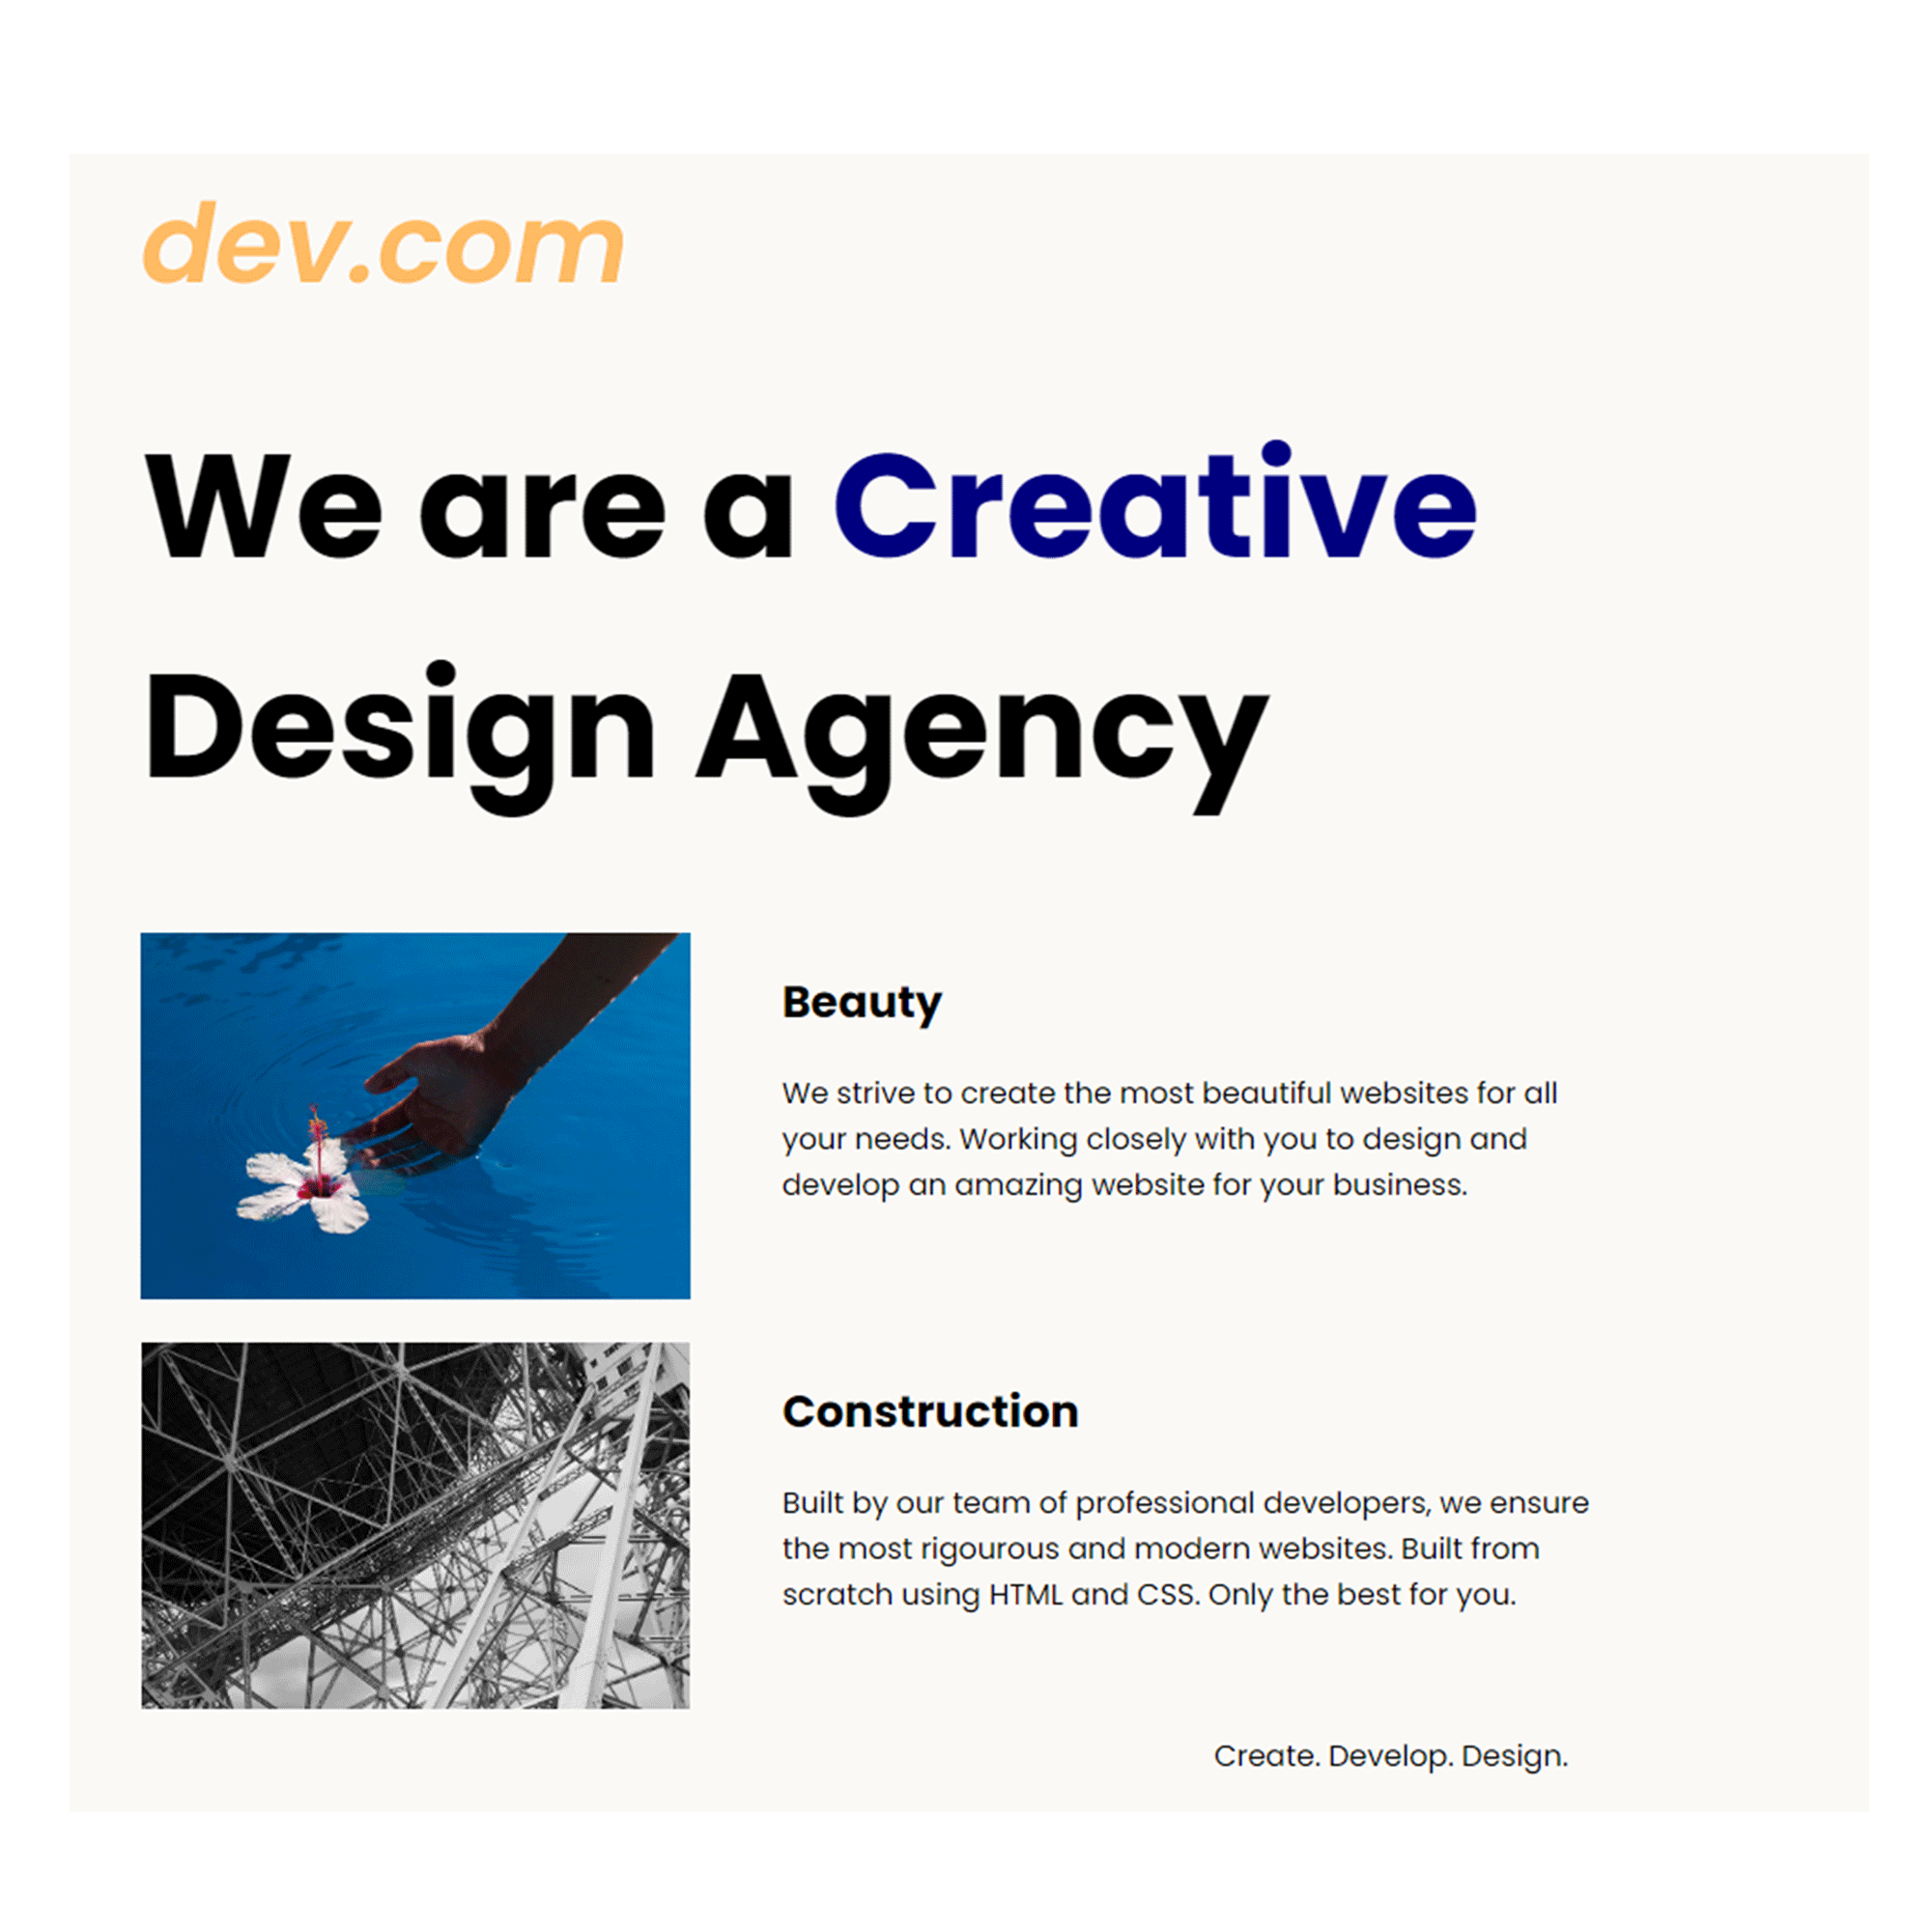 dev.com
We are a Creative
Design Agency
Beauty
We strive to create the most beautiful websites for all
your needs. Working closely with you to design and
develop an amazing website for your business.
Construction
Built by our team of professional developers, we ensure
the most rigourous and modern websites. Built from
scratch using HTML and CSS. Only the best for you.
Create. Develop. Design.